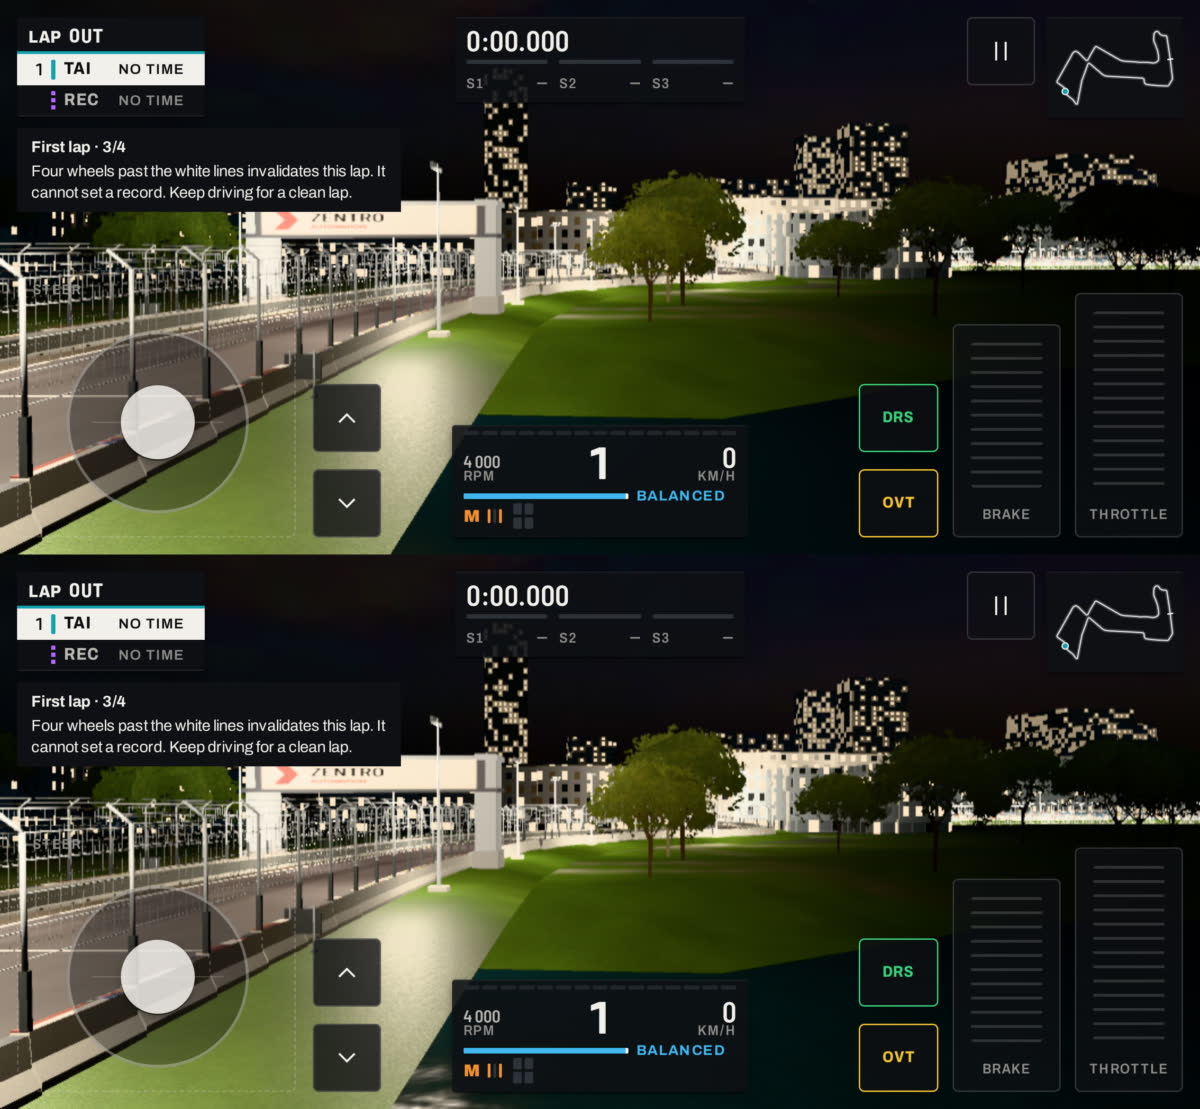 LAP OUT
0:00.000
1 TAI NO TIME
S1 – S2 – S3 –
REC NO TIME
First lap · 3/4
Four wheels past the white lines invalidates this lap. It
cannot set a record. Keep driving for a clean lap.
ZENTRO
STEER
DRS
4 000 1 0
RPM KM/H
BALANCED
OVT
M
BRAKE
THROTTLE
LAP OUT
0:00.000
1 TAI NO TIME
S1 – S2 – S3 –
REC NO TIME
First lap · 3/4
Four wheels past the white lines invalidates this lap. It
cannot set a record. Keep driving for a clean lap.
ZENTRO
STEER
DRS
4 000 1 0
RPM KM/H
BALANCED
OVT
M
BRAKE
THROTTLE